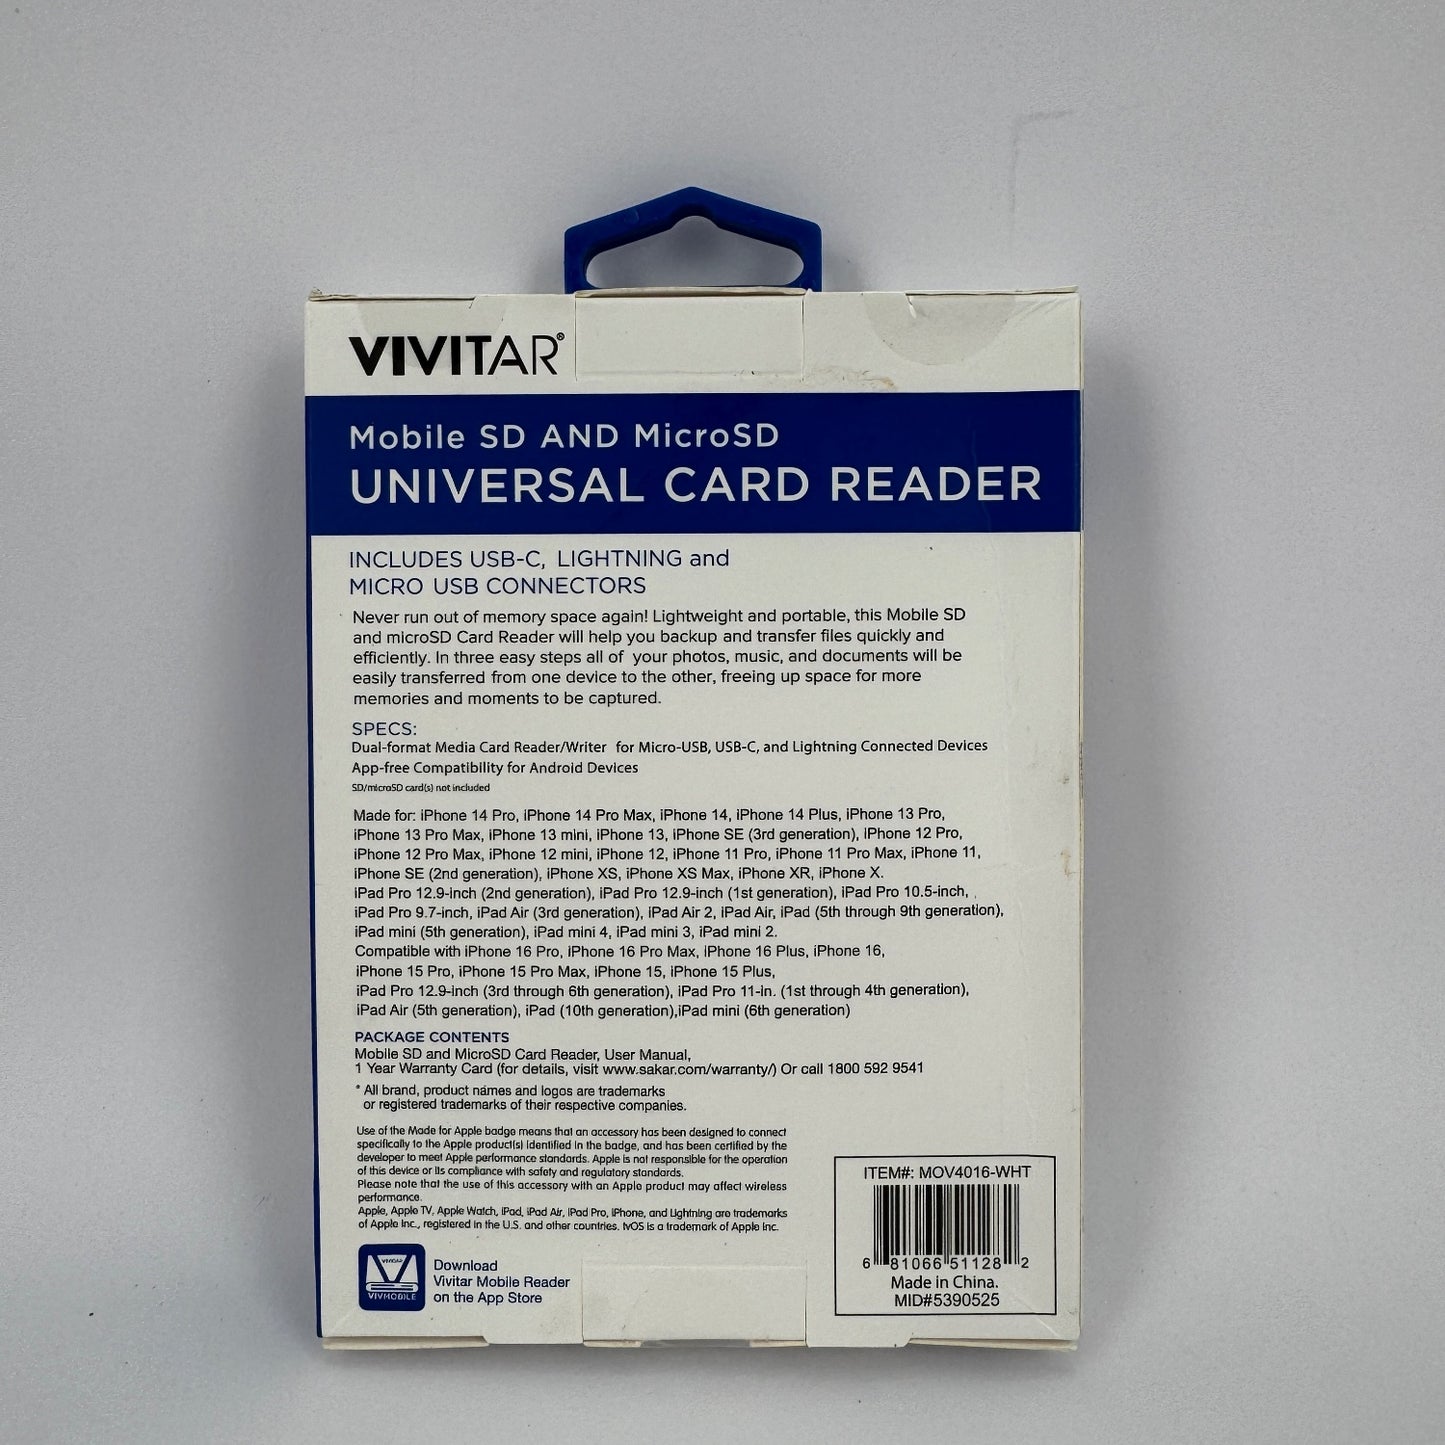 VIVITAR®
Mobile SD AND MicroSD
UNIVERSAL CARD READER
INCLUDES USB-C, LIGHTNING and
MICRO USB CONNECTORS
Never run out of memory space again! Lightweight and portable, this Mobile SD
and microSD Card Reader will help you backup and transfer files quickly and
efficiently. In three easy steps all of your photos, music, and documents will be
easily transferred from one device to the other, freeing up space for more
memories and moments to be captured.
SPECS:
Dual-format Media Card Reader/Writer for Micro-USB, USB-C, and Lightning Connected Devices
App-free Compatibility for Android Devices
SD/microSD card(s) not included
Made for: iPhone 14 Pro, iPhone 14 Pro Max, iPhone 14, iPhone 14 Plus, iPhone 13 Pro,
iPhone 13 Pro Max, iPhone 13 mini, iPhone 13, iPhone SE (3rd generation), iPhone 12 Pro,
iPhone 12 Pro Max, iPhone 12 mini, iPhone 12, iPhone 11 Pro, iPhone 11 Pro Max, iPhone 11,
iPhone SE (2nd generation), iPhone XS, iPhone XS Max, iPhone XR, iPhone X.
iPad Pro 12.9-inch (2nd generation), iPad Pro 12.9-inch (1st generation), iPad Pro 10.5-inch,
iPad Pro 9.7-inch, iPad Air (3rd generation), iPad Air 2, iPad Air, iPad (5th through 9th generation),
iPad mini (5th generation), iPad mini 4, iPad mini 3, iPad mini 2.
Compatible with iPhone 16 Pro, iPhone 16 Pro Max, iPhone 16 Plus, iPhone 16,
iPhone 15 Pro, iPhone 15 Pro Max, iPhone 15, iPhone 15 Plus,
iPad Pro 12.9-inch (3rd through 6th generation), iPad Pro 11-in. (1st through 4th generation),
iPad Air (5th generation), iPad (10th generation),iPad mini (6th generation)
PACKAGE CONTENTS
Mobile SD and MicroSD Card Reader, User Manual,
1 Year Warranty Card (for details, visit www.sakar.com/warranty/) Or call 1800 592 9541
* All brand, product names and logos are trademarks
or registered trademarks of their respective companies.
Use of the Made for Apple badge means that an accessory has been designed to connect
specifically to the Apple product(s) identified in the badge, and has been certified by the
developer to meet Apple performance standards. Apple is not responsible for the operation
of this device or its compliance with safety and regulatory standards.
Please note that the use of this accessory with an Apple product may affect wireless
performance.
Apple, Apple TV, Apple Watch, iPad, iPad Air, iPad Pro, iPhone, and Lightning are trademarks
of Apple Inc., registered in the U.S. and other countries. tvOS is a trademark of Apple Inc.
VIVITAR
VIVMOBILE
Download
Vivitar Mobile Reader
on the App Store
ITEM#: MOV4016-WHT
6 81066 51128 2
Made in China.
MID#5390525